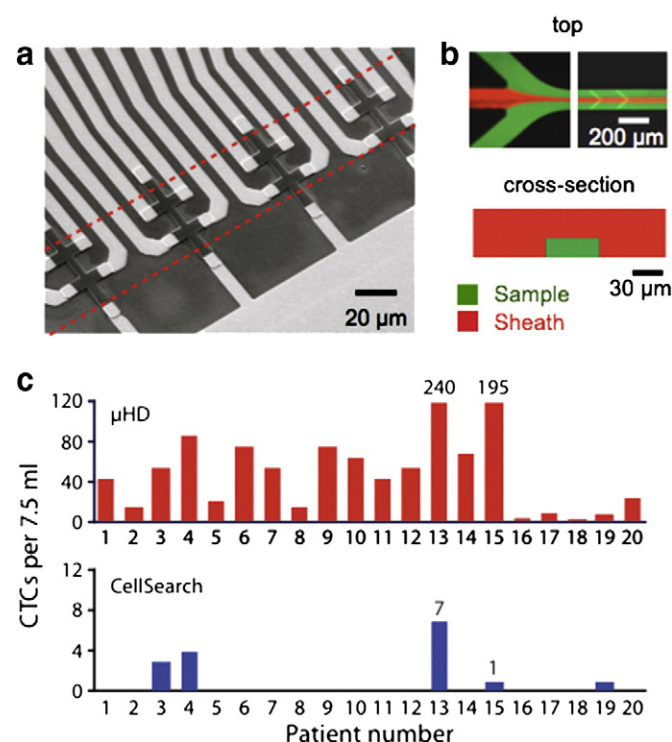 top
a
b
200 µm
cross-section
20 µm
30 µm
Sample
Sheath
c
240 195
120
µHD
80
40
0
1 2 3 4 5 6 7 8 9 10 11 12 13 14 15 16 17 18 19 20
CTCs per 7.5 ml
12
CellSearch
8
7
4
1
0
1 2 3 4 5 6 7 8 9 10 11 12 13 14 15 16 17 18 19 20
Patient number